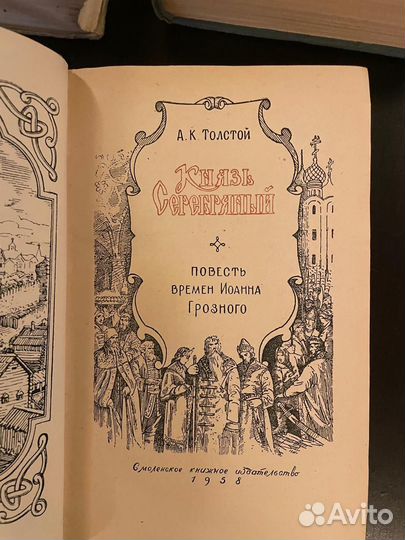 А. К. ТОЛСТОЙ
КНЯЗЬ
СЕРЕБРЯНЫЙ
ПОВЕСТЬ
ВРЕМЕН ИОАННА
ГРОЗНОГО
Смоленское книжное издательство
1958
Avito